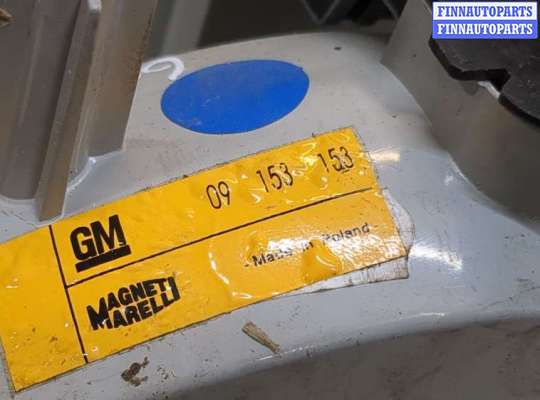 FINNAUTOPARTS
FINNAUTOPARTS
09 153 153
GM
Made in Poland
MAGNETI
MARELLI